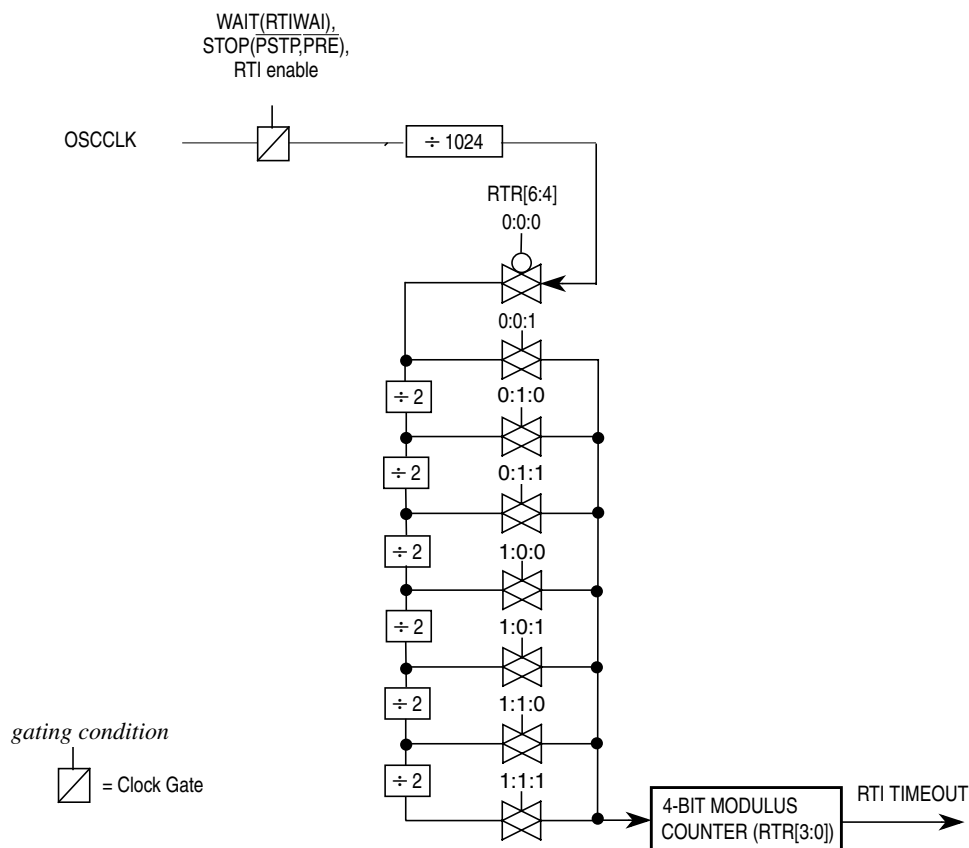 WAIT(RTIWAI),
STOP(PSTP,PRE),
RTI enable
OSCCLK
÷ 1024
RTR[6:4]
0:0:0
0:0:1
÷ 2
0:1:0
÷ 2
0:1:1
÷ 2
1:0:0
÷ 2
1:0:1
÷ 2
1:1:0
÷ 2
1:1:1
gating condition
= Clock Gate
4-BIT MODULUS
COUNTER (RTR[3:0])
RTI TIMEOUT